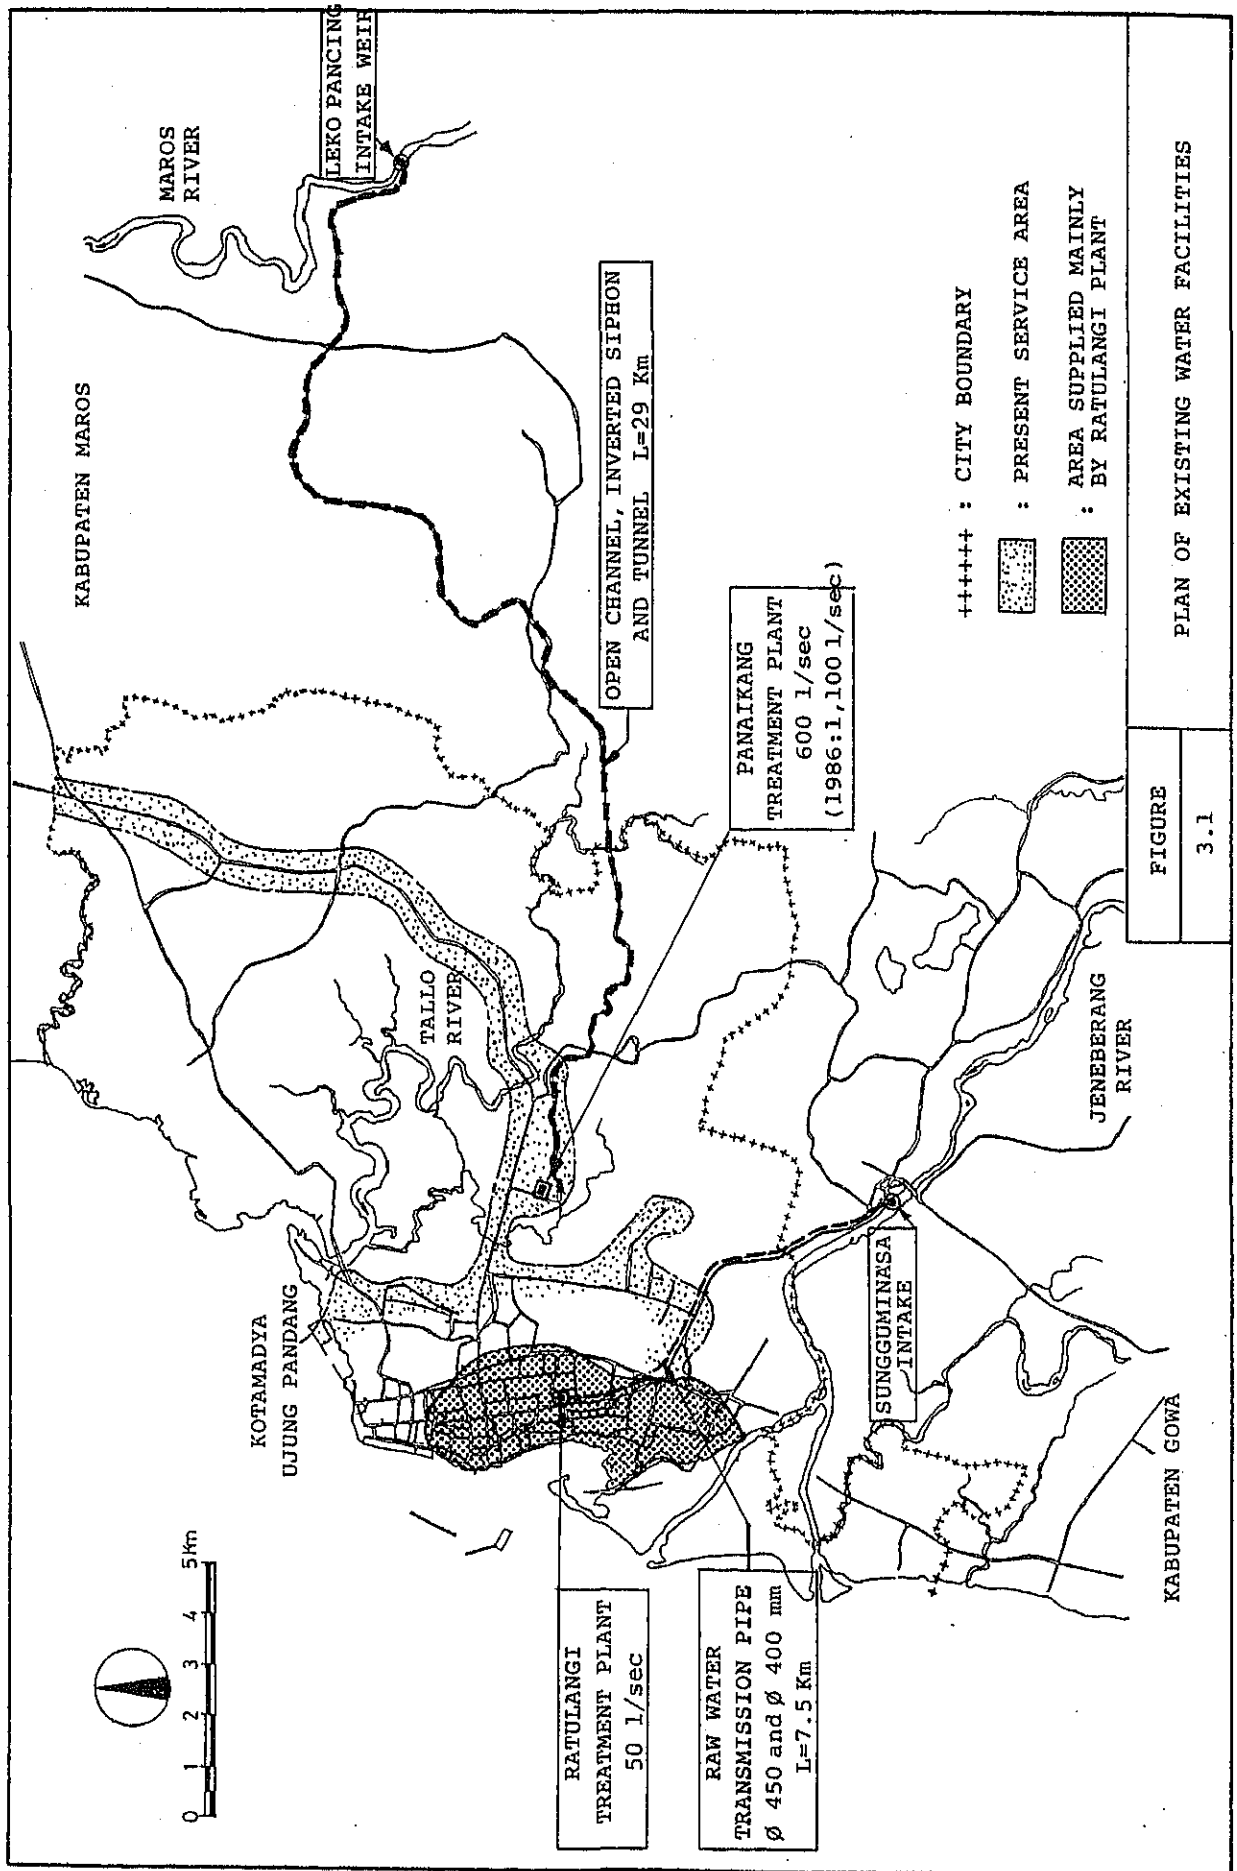 0 1 2 3 4 5Km
KOTAMADYA
UJUNG PANDANG
KABUPATEN MAROS
MAROS
RIVER
LEKO PANCING
INTAKE WEIR
TALLO
RIVER
RATULANGI
TREATMENT PLANT
50 l/sec
RAW WATER
TRANSMISSION PIPE
Ø 450 and Ø 400 mm
L=7.5 Km
OPEN CHANNEL, INVERTED SIPHON
AND TUNNEL L=29 Km
PANAIKANG
TREATMENT PLANT
600 l/sec
(1986:1,100 l/sec)
SUNGGUMINASA
INTAKE
JENEBERANG
RIVER
KABUPATEN GOWA
++++++ : CITY BOUNDARY
: PRESENT SERVICE AREA
: AREA SUPPLIED MAINLY
BY RATULANGI PLANT
FIGURE
3.1
PLAN OF EXISTING WATER FACILITIES